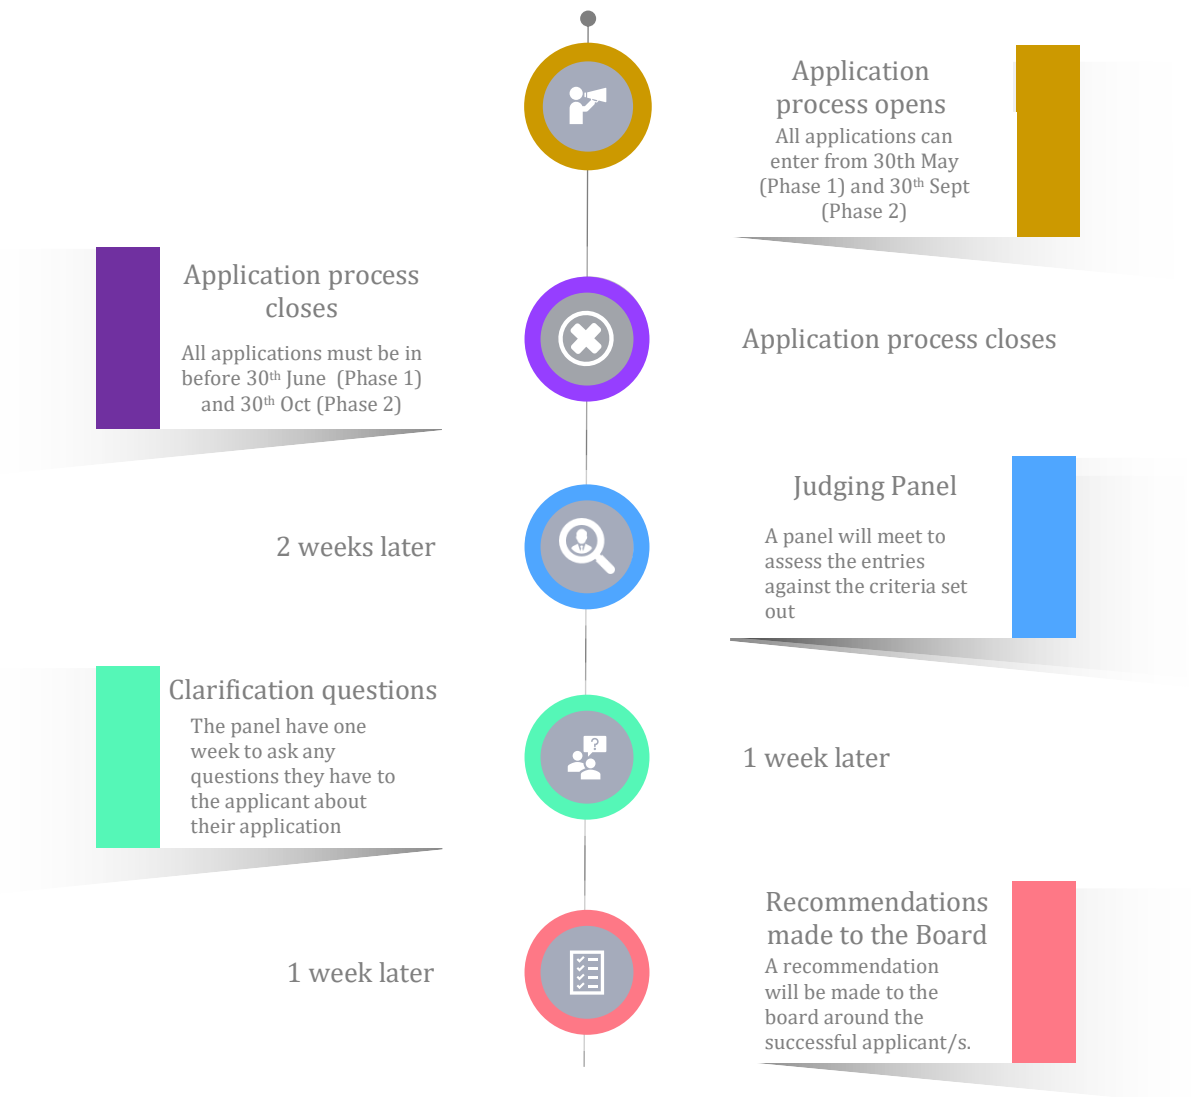 Application
process opens
All applications can
enter from 30th May
(Phase 1) and 30th Sept
(Phase 2)
Application process
closes
All applications must be in
before 30th June (Phase 1)
and 30th Oct (Phase 2)
Application process closes
2 weeks later
Judging Panel
A panel will meet to
assess the entries
against the criteria set
out
Clarification questions
The panel have one
week to ask any
questions they have to
the applicant about
their application
?
1 week later
1 week later
Recommendations
made to the Board
A recommendation
will be made to the
board around the
successful applicant/s.